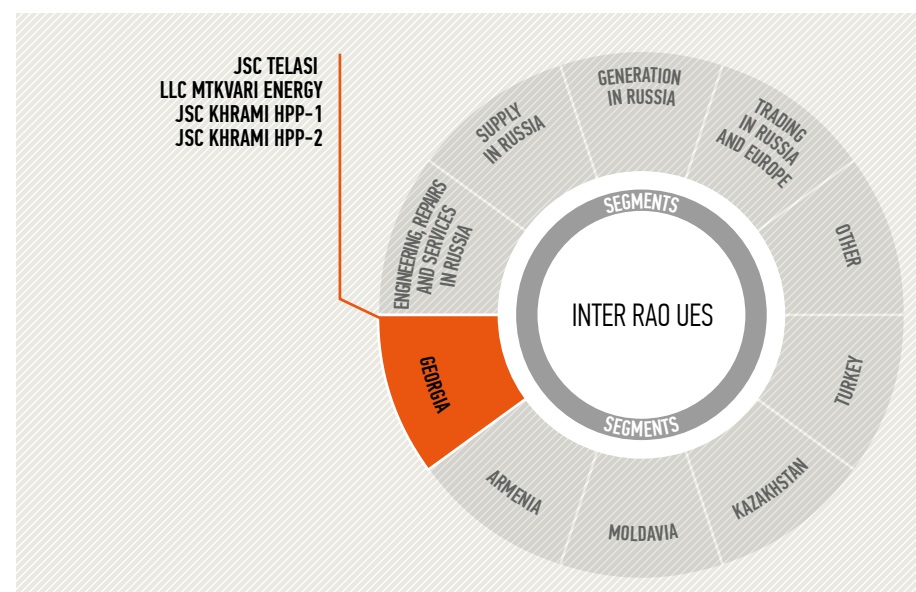 JSC TELASI
LLC MTKVARI ENERGY
JSC KHRAMI HPP-1
JSC KHRAMI HPP-2
GENERATION
IN RUSSIA
TRADING
IN RUSSIA
AND EUROPE
OTHER
TURKEY
KAZAKHSTAN
MOLDAVIA
ARMENIA
GEORGIA
ENGINEERING, REPAIRS
AND SERVICES
IN RUSSIA
SUPPLY
IN RUSSIA
SEGMENTS
INTER RAO UES
SEGMENTS